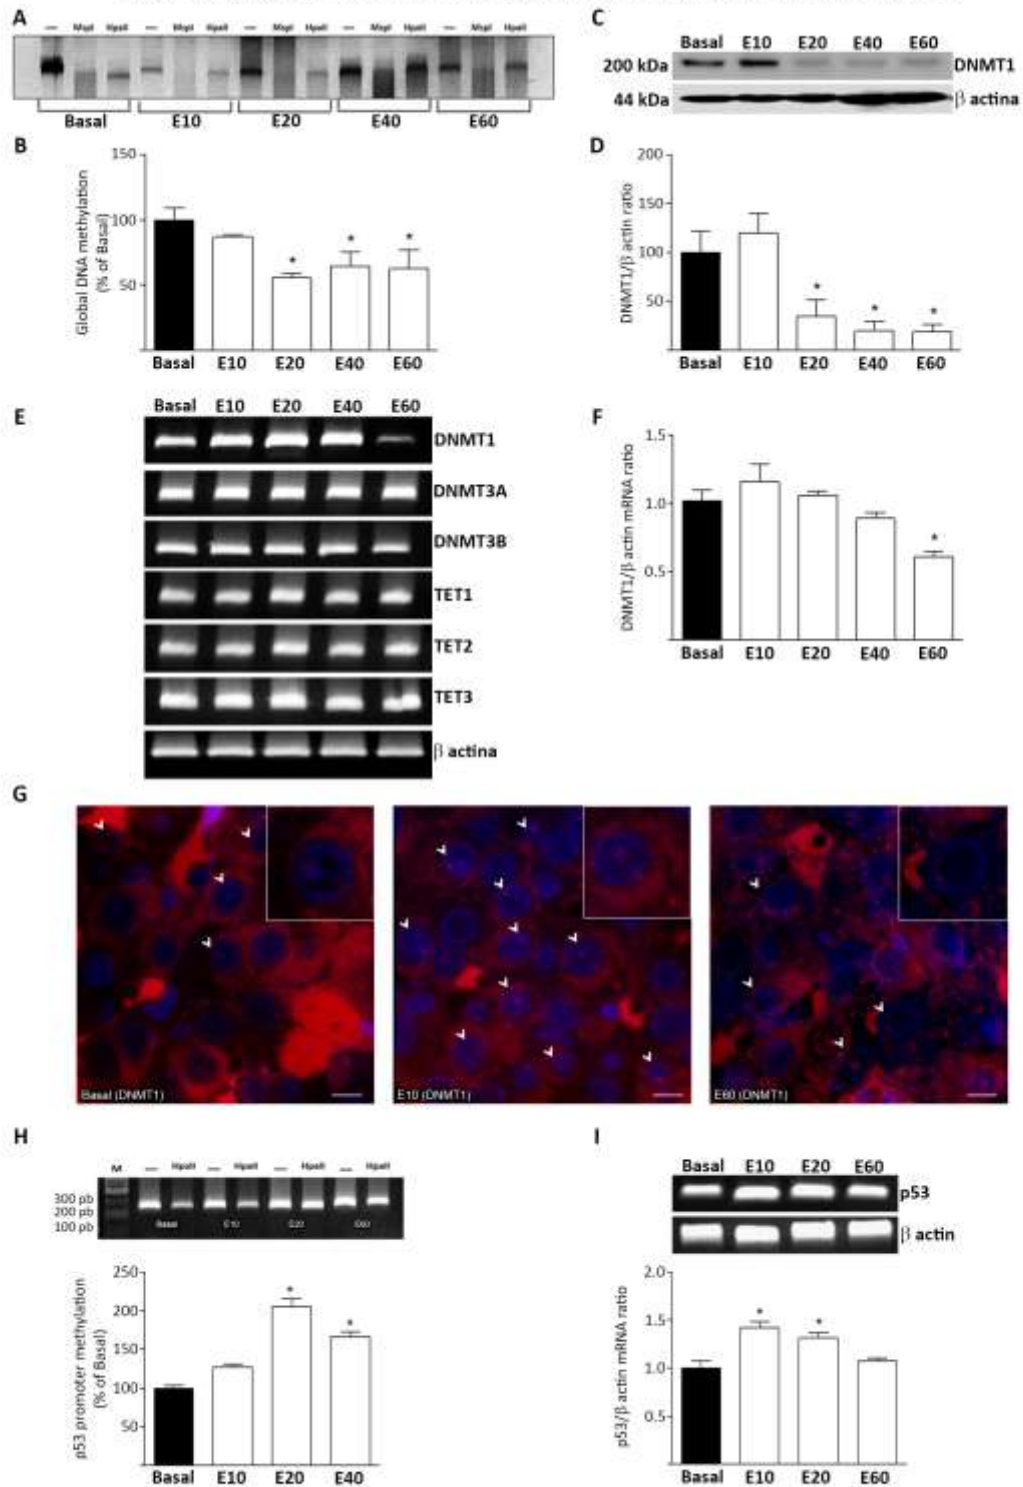 A
— MspI HpaII — MspI HpaII — MspI HpaII — MspI HpaII — MspI HpaII
Basal E10 E20 E40 E60
C
Basal E10 E20 E40 E60
200 kDa DNMT1
44 kDa β actina
B
Global DNA methylation
(% of Basal)
150
100
50
* * *
Basal E10 E20 E40 E60
D
DNMT1/β actin ratio
200
150
100
50
* * *
Basal E10 E20 E40 E60
E
Basal E10 E20 E40 E60
DNMT1
DNMT3A
DNMT3B
TET1
TET2
TET3
β actina
F
DNMT1/β actin mRNA ratio
1.5
1.0
0.5
*
Basal E10 E20 E40 E60
G
Basal (DNMT1)
E10 (DNMT1)
E60 (DNMT1)
H
M — HpaII — HpaII — HpaII — HpaII
300 pb
200 pb
100 pb
Basal E10 E20 E60
p53 promoter methylation
(% of Basal)
250
200
150
100
50
* *
Basal E10 E20 E40
I
Basal E10 E20 E60
p53
β actin
p53/β actin mRNA ratio
2.0
1.5
1.0
0.5
* *
Basal E10 E20 E60